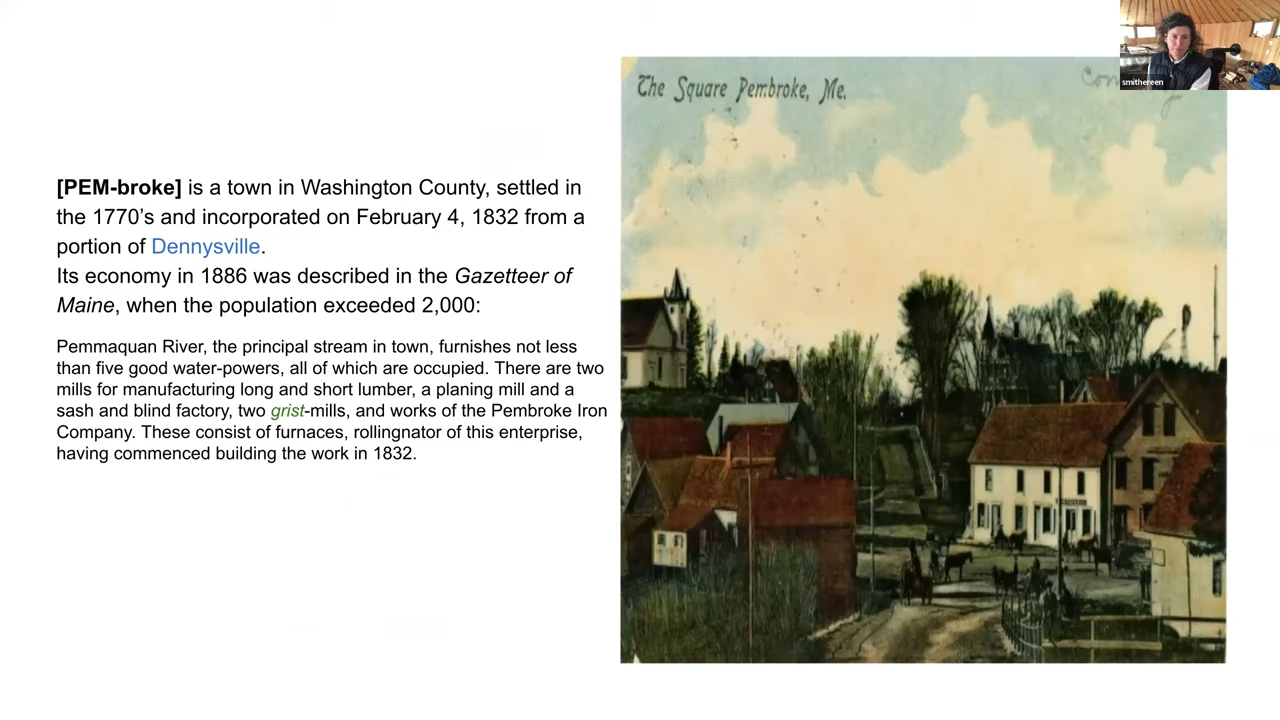 smithereen
The Square Pembroke, Me.
[PEM-broke] is a town in Washington County, settled in
the 1770’s and incorporated on February 4, 1832 from a
portion of Dennysville.
Its economy in 1886 was described in the Gazetteer of
Maine, when the population exceeded 2,000:
Pemmaquan River, the principal stream in town, furnishes not less
than five good water-powers, all of which are occupied. There are two
mills for manufacturing long and short lumber, a planing mill and a
sash and blind factory, two grist-mills, and works of the Pembroke Iron
Company. These consist of furnaces, rollingnator of this enterprise,
having commenced building the work in 1832.